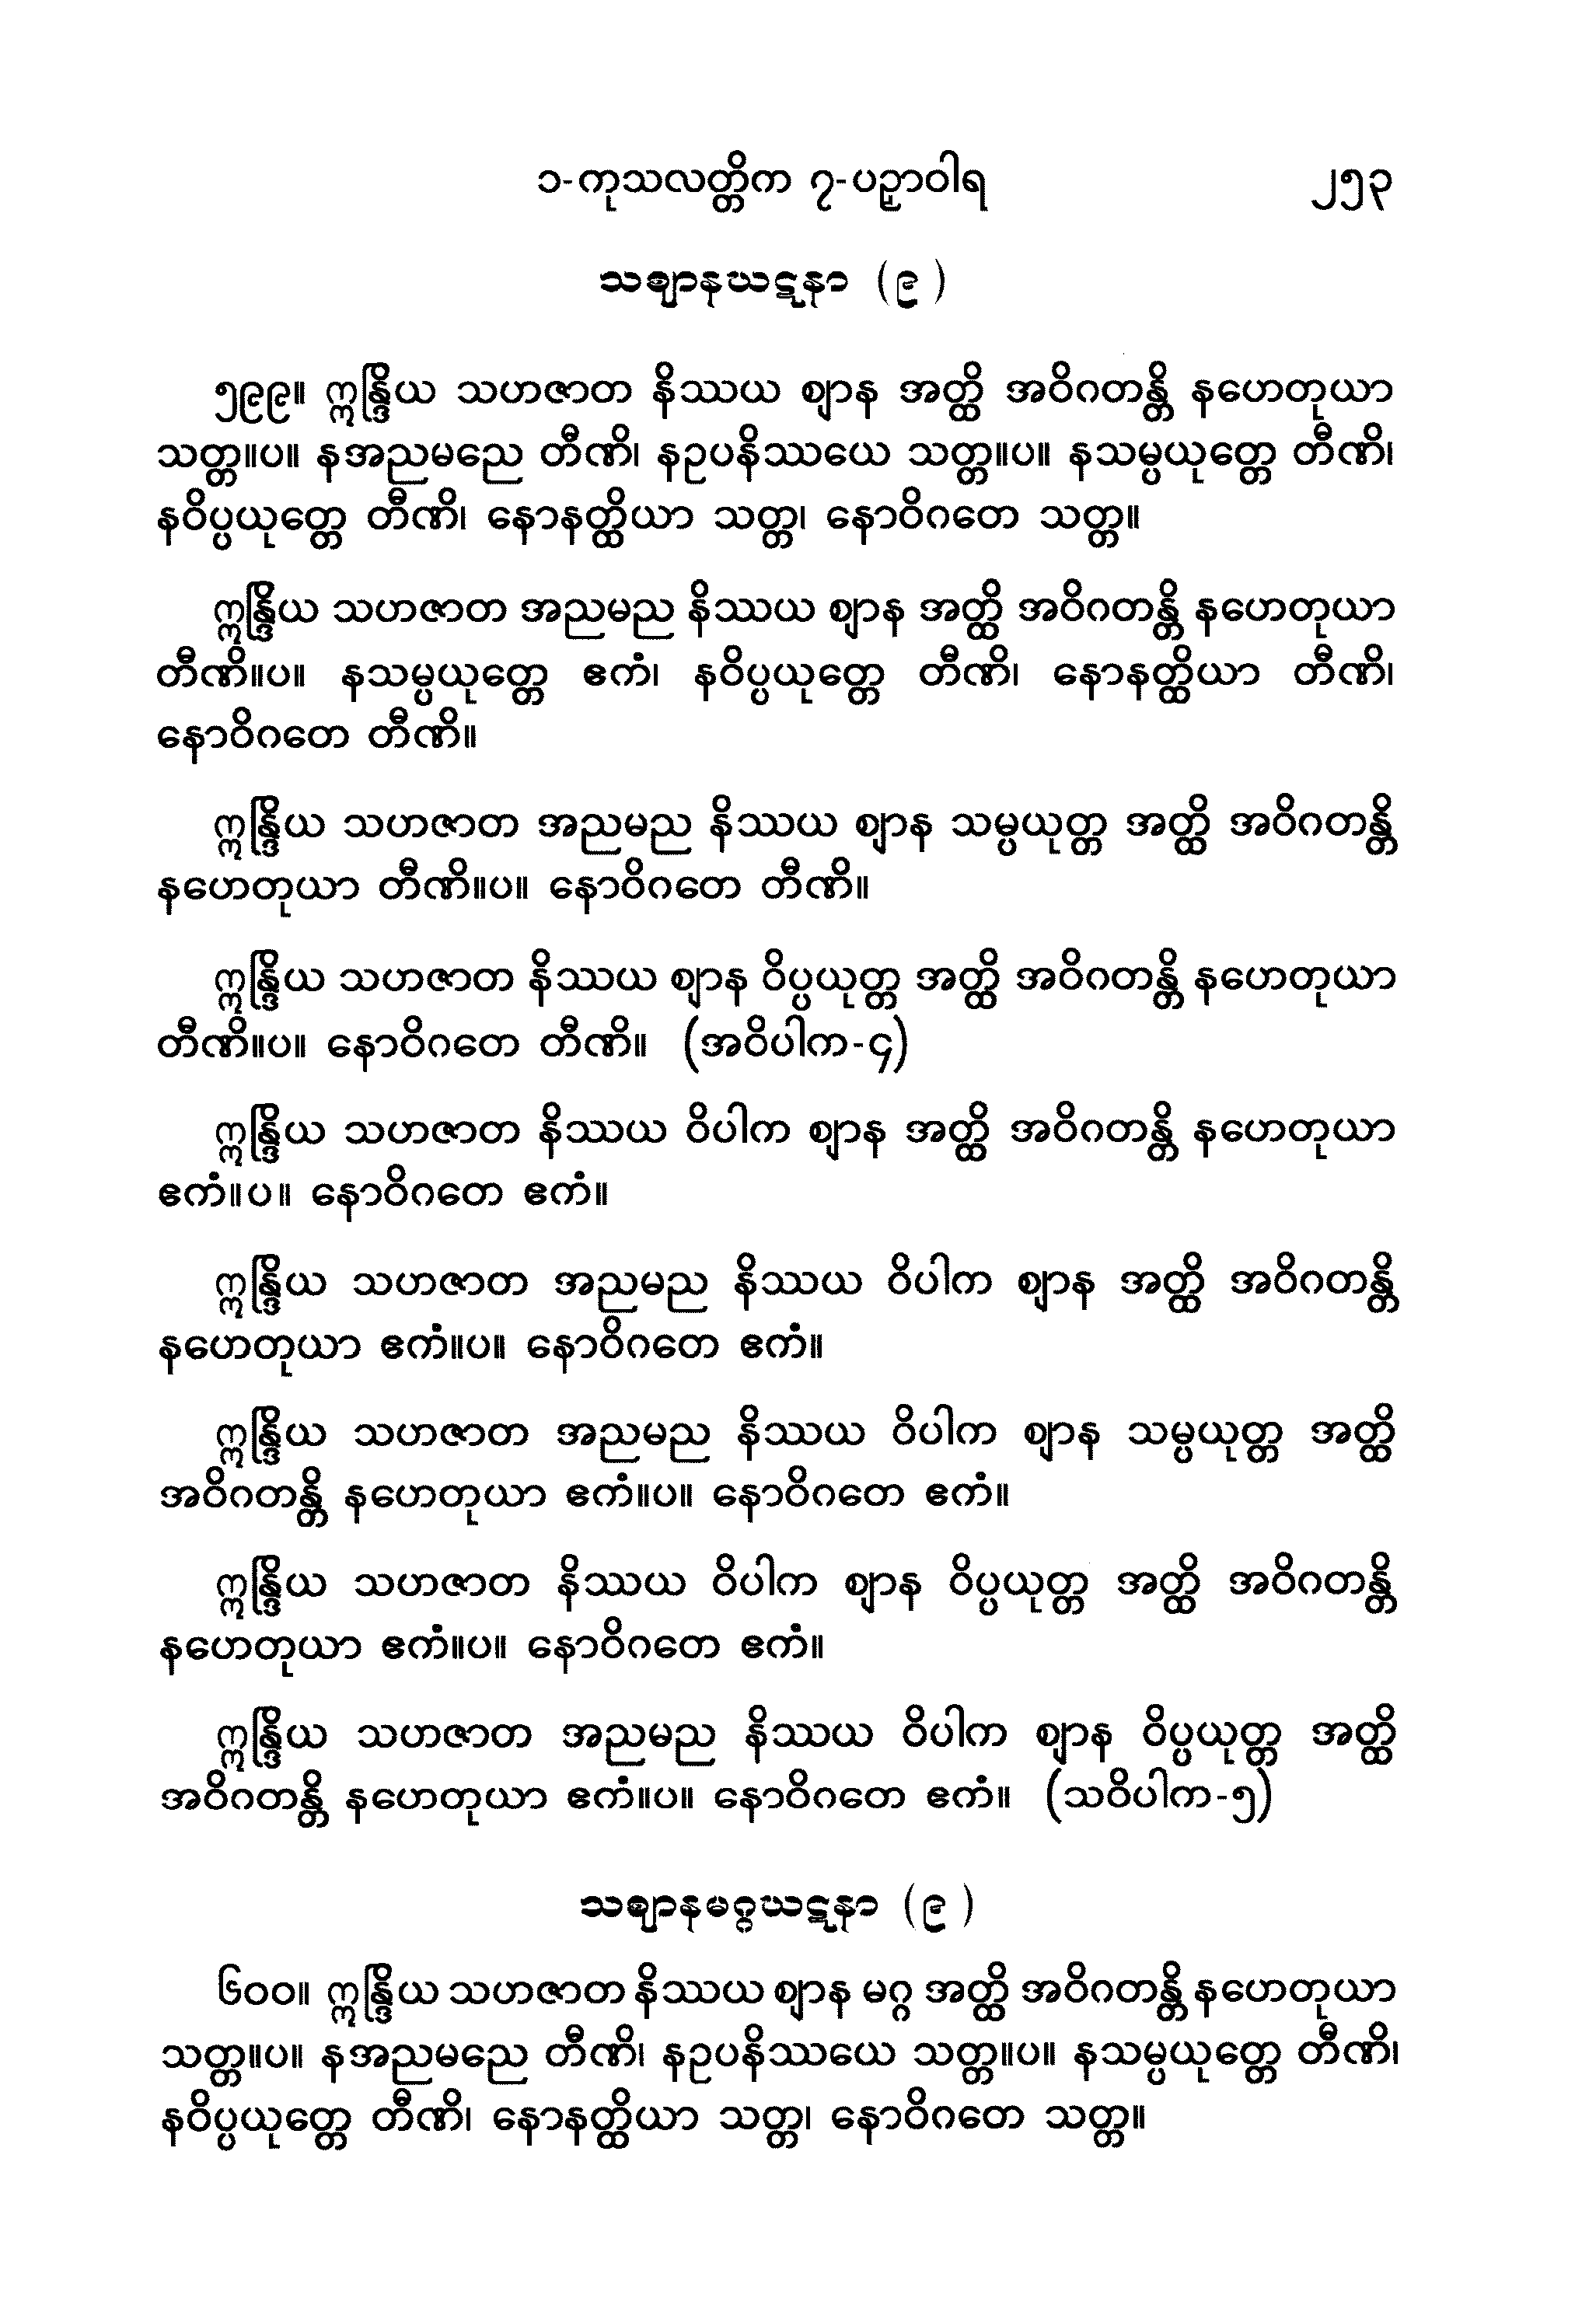 ၁-ကုသလတ္တိက ၇-ပဉှာဝါရ ၂၅၃
သဈာနဃဋနာ (၉)
၅၉၉။ ဣန္ဒြိယ သဟဇာတ နိဿယ ဈာန အတ္ထိ အဝိဂတန္တိ နဟေတုယာ
သတ္တ။ပ။ နအညမညေ တီဏိ၊ နဥပနိဿယေ သတ္တ။ပ။ နသမ္ပယုတ္တေ တီဏိ၊
နဝိပ္ပယုတ္တေ တီဏိ၊ နောနတ္ထိယာ သတ္တ၊ နောဝိဂတေ သတ္တ။
ဣန္ဒြိယ သဟဇာတ အညမည နိဿယ ဈာန အတ္ထိ အဝိဂတန္တိ နဟေတုယာ
တီဏိ။ပ။ နသမ္ပယုတ္တေ ဧကံ၊ နဝိပ္ပယုတ္တေ တီဏိ၊ နောနတ္ထိယာ တီဏိ၊
နောဝိဂတေ တီဏိ။
ဣန္ဒြိယ သဟဇာတ အညမည နိဿယ ဈာန သမ္ပယုတ္တ အတ္ထိ အဝိဂတန္တိ
နဟေတုယာ တီဏိ။ပ။ နောဝိဂတေ တီဏိ။
ဣန္ဒြိယ သဟဇာတ နိဿယ ဈာန ဝိပ္ပယုတ္တ အတ္ထိ အဝိဂတန္တိ နဟေတုယာ
တီဏိ။ပ။ နောဝိဂတေ တီဏိ။ (အဝိပါက-၄)
ဣန္ဒြိယ သဟဇာတ နိဿယ ဝိပါက ဈာန အတ္ထိ အဝိဂတန္တိ နဟေတုယာ
ဧကံ။ပ။ နောဝိဂတေ ဧကံ။
ဣန္ဒြိယ သဟဇာတ အညမည နိဿယ ဝိပါက ဈာန အတ္ထိ အဝိဂတန္တိ
နဟေတုယာ ဧကံ။ပ။ နောဝိဂတေ ဧကံ။
ဣန္ဒြိယ သဟဇာတ အညမည နိဿယ ဝိပါက ဈာန သမ္ပယုတ္တ အတ္ထိ
အဝိဂတန္တိ နဟေတုယာ ဧကံ။ပ။ နောဝိဂတေ ဧကံ။
ဣန္ဒြိယ သဟဇာတ နိဿယ ဝိပါက ဈာန ဝိပ္ပယုတ္တ အတ္ထိ အဝိဂတန္တိ
နဟေတုယာ ဧကံ။ပ။ နောဝိဂတေ ဧကံ။
ဣန္ဒြိယ သဟဇာတ အညမည နိဿယ ဝိပါက ဈာန ဝိပ္ပယုတ္တ အတ္ထိ
အဝိဂတန္တိ နဟေတုယာ ဧကံ။ပ။ နောဝိဂတေ ဧကံ။ (သဝိပါက-၅)
သဈာနမဂ္ဂဃဋနာ (၉)
၆၀၀။ ဣန္ဒြိယ သဟဇာတ နိဿယ ဈာန မဂ္ဂ အတ္ထိ အဝိဂတန္တိ နဟေတုယာ
သတ္တ။ပ။ နအညမညေ တီဏိ၊ နဥပနိဿယေ သတ္တ။ပ။ နသမ္ပယုတ္တေ တီဏိ၊
နဝိပ္ပယုတ္တေ တီဏိ၊ နောနတ္ထိယာ သတ္တ၊ နောဝိဂတေ သတ္တ။